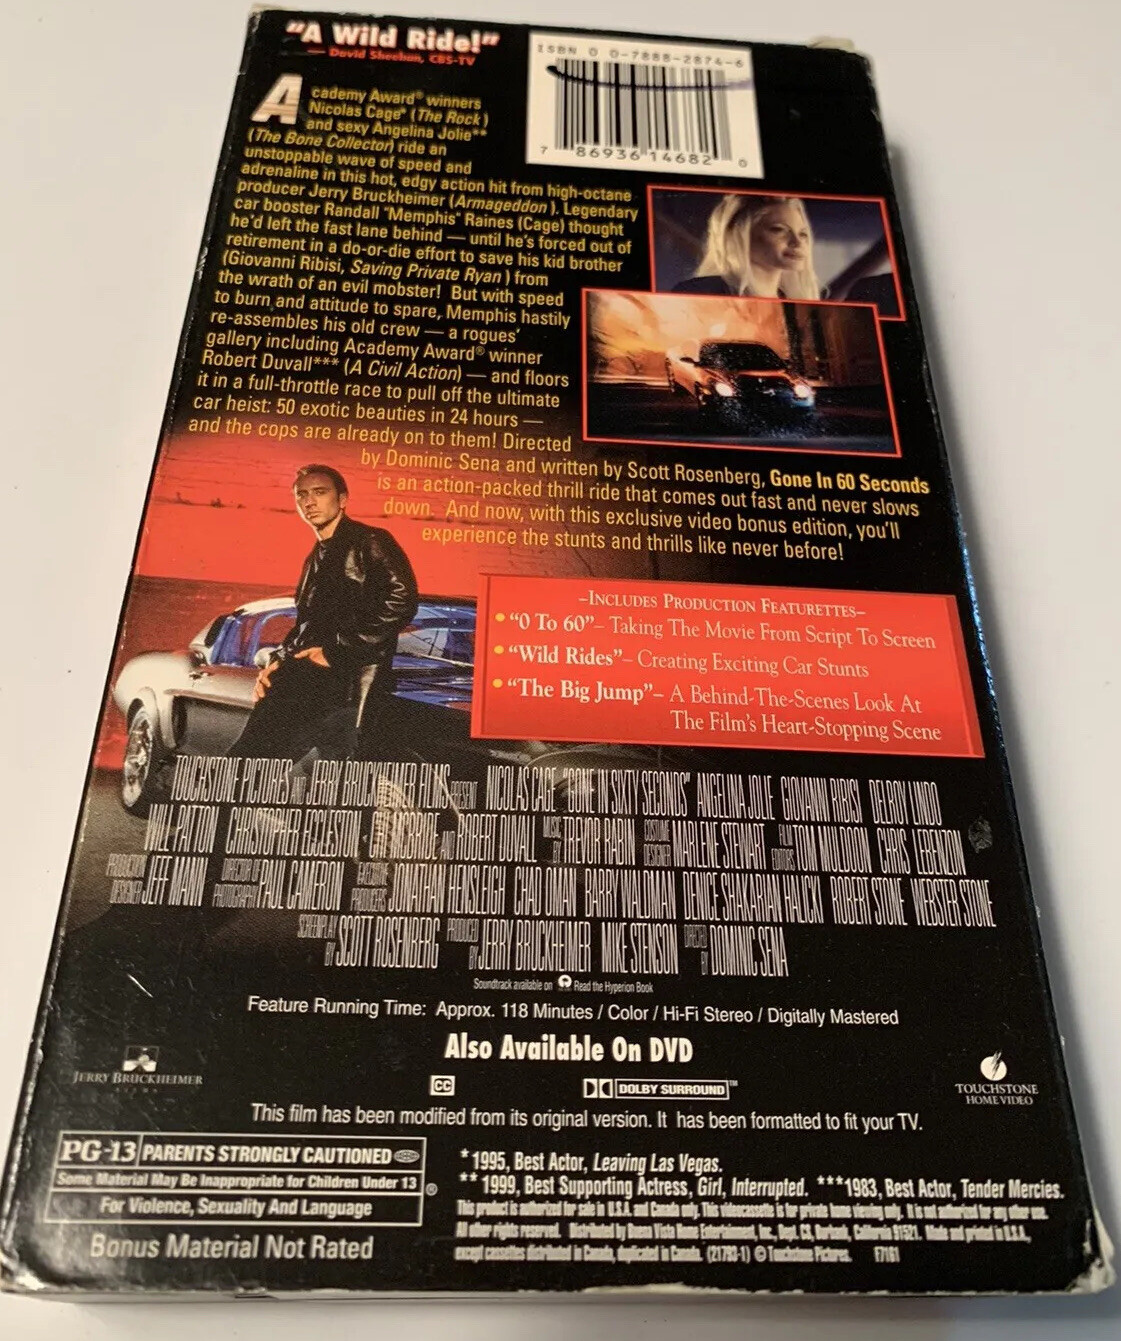 "A Wild Ride!"
— David Sheehan, CBS-TV
ISBN 0 0-7888-2874-6
7 86936 14682 0
Academy Award® winners
Nicolas Cage* (The Rock)
and sexy Angelina Jolie**
(The Bone Collector) ride an
unstoppable wave of speed and
adrenaline in this hot, edgy action hit from high-octane
producer Jerry Bruckheimer (Armageddon). Legendary
car booster Randall "Memphis" Raines (Cage) thought
he'd left the fast lane behind — until he's forced out of
retirement in a do-or-die effort to save his kid brother
(Giovanni Ribisi, Saving Private Ryan) from
the wrath of an evil mobster! But with speed
to burn and attitude to spare, Memphis hastily
re-assembles his old crew — a rogues'
gallery including Academy Award® winner
Robert Duvall*** (A Civil Action) — and floors
it in a full-throttle race to pull off the ultimate
car heist: 50 exotic beauties in 24 hours —
and the cops are already on to them! Directed
by Dominic Sena and written by Scott Rosenberg, Gone In 60 Seconds
is an action-packed thrill ride that comes out fast and never slows
down. And now, with this exclusive video bonus edition, you'll
experience the stunts and thrills like never before!
–Includes Production Featurettes–
• "0 To 60"– Taking The Movie From Script To Screen
• "Wild Rides"– Creating Exciting Car Stunts
• "The Big Jump"– A Behind-The-Scenes Look At
The Film's Heart-Stopping Scene
TOUCHSTONE PICTURES AND JERRY BRUCKHEIMER FILMS PRESENT NICOLAS CAGE "GONE IN SIXTY SECONDS" ANGELINA JOLIE GIOVANNI RIBISI DELROY LINDO
WILL PATTON CHRISTOPHER ECCLESTON MCBRIDE AND ROBERT DUVALL MUSIC BY TREVOR RABIN COSTUME DESIGNER MARLENE STEWART FILM EDITORS TOM MULDOON CHRIS LEBENZON
PRODUCTION DESIGNER JEFF MANN DIRECTOR OF PHOTOGRAPHY PAUL CAMERON EXECUTIVE PRODUCERS JONATHAN HENSLEIGH CHAD OMAN BARRY WALDMAN DENICE SHAKARIAN HALICKI ROBERT STONE WEBSTER STONE
SCREENPLAY BY SCOTT ROSENBERG PRODUCED BY JERRY BRUCKHEIMER MIKE STENSON DIRECTED BY DOMINIC SENA
Soundtrack available on Read the Hyperion Book
Feature Running Time: Approx. 118 Minutes / Color / Hi-Fi Stereo / Digitally Mastered
Also Available On DVD
JERRY BRUCKHEIMER
FILMS
CC
DOLBY SURROUND™
TOUCHSTONE
HOME VIDEO
This film has been modified from its original version. It has been formatted to fit your TV.
PG-13 PARENTS STRONGLY CAUTIONED
Some Material May Be Inappropriate for Children Under 13 ®
For Violence, Sexuality And Language
Bonus Material Not Rated
* 1995, Best Actor, Leaving Las Vegas.
** 1999, Best Supporting Actress, Girl, Interrupted. ***1983, Best Actor, Tender Mercies.
This product is authorized for sale in U.S.A. and Canada only. This videocassette is for private home viewing only. It is not authorized for any other use.
All other rights reserved. Distributed by Buena Vista Home Entertainment, Inc., Dept. CS, Burbank, California 91521. Made and printed in U.S.A.,
except cassettes distributed in Canada, duplicated in Canada. (21793-1) © Touchstone Pictures. F7161